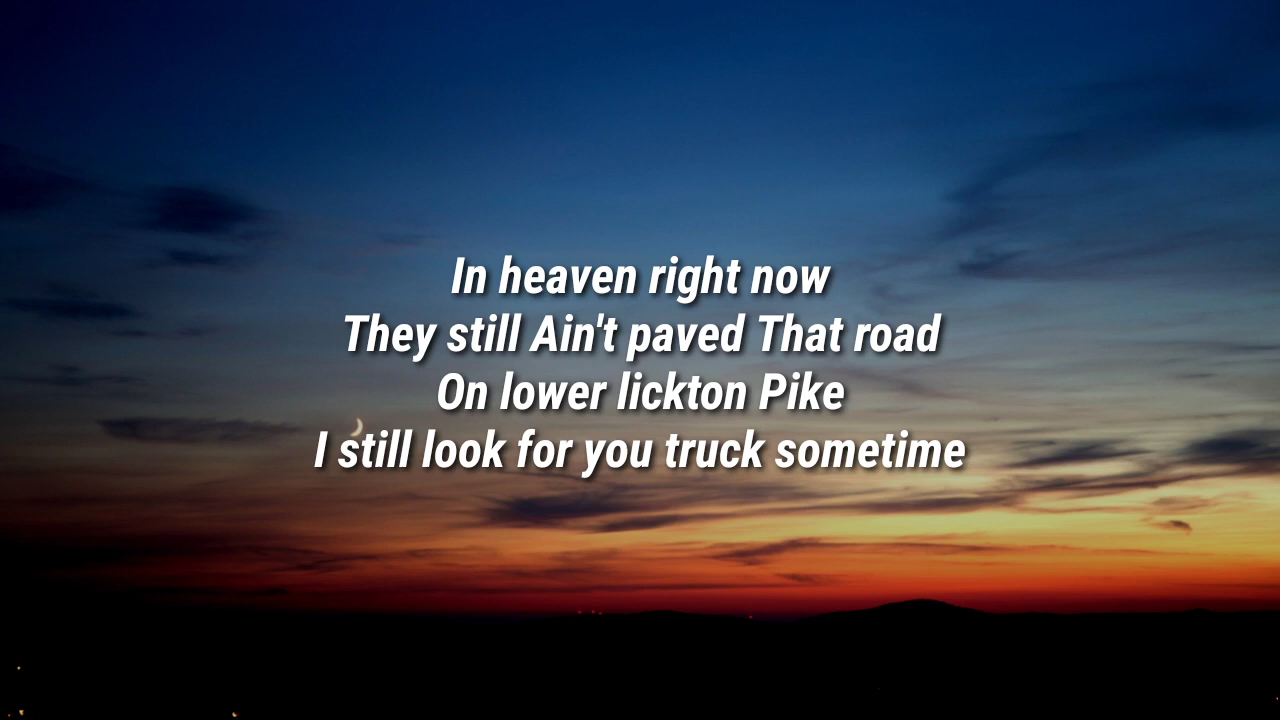 In heaven right now
They still Ain't paved That road
On lower lickton Pike
I still look for you truck sometime